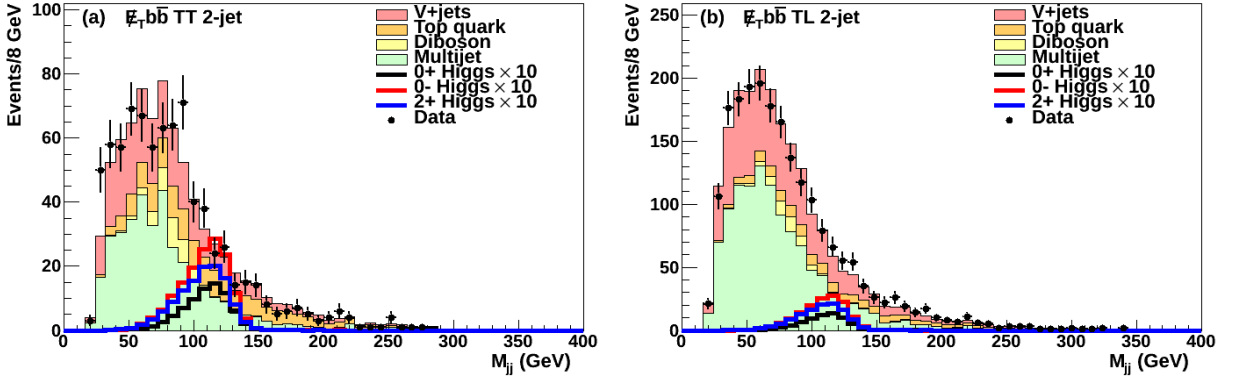 (a) E̸_T bb̅ TT 2-jet
V+jets
Top quark
Diboson
Multijet
0+ Higgs × 10
0- Higgs × 10
2+ Higgs × 10
Data
Events/8 GeV
100
80
60
40
20
0
0 50 100 150 200 250 300 350 400
M_jj (GeV)
(b) E̸_T bb̅ TL 2-jet
V+jets
Top quark
Diboson
Multijet
0+ Higgs × 10
0- Higgs × 10
2+ Higgs × 10
Data
Events/8 GeV
250
200
150
100
50
0
0 50 100 150 200 250 300 350 400
M_jj (GeV)